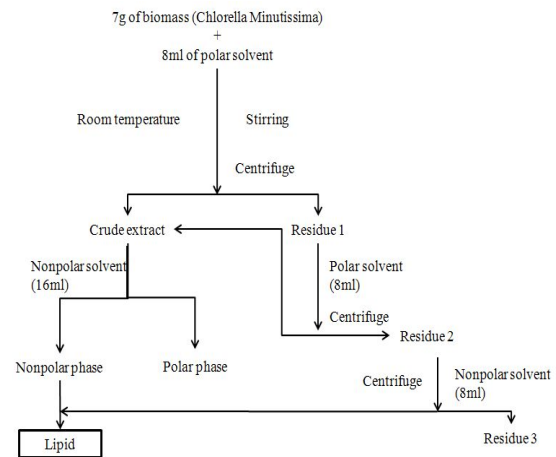 7g of biomass (Chlorella Minutissima)
+
8ml of polar solvent
Room temperature
Stirring
Centrifuge
Crude extract
Residue 1
Nonpolar solvent
(16ml)
Polar solvent
(8ml)
Centrifuge
Residue 2
Nonpolar phase
Polar phase
Centrifuge
Nonpolar solvent
(8ml)
Lipid
Residue 3